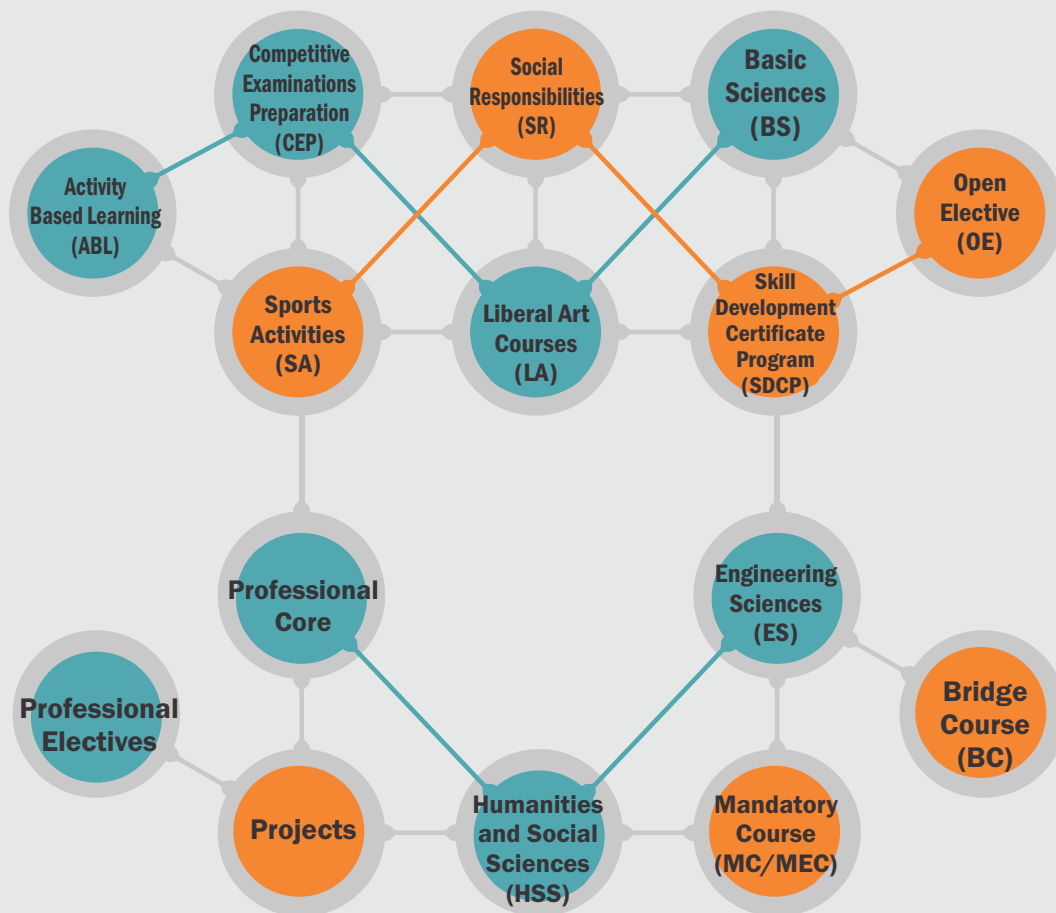 Competitive
Examinations
Preparation
(CEP)
Social
Responsibilities
(SR)
Basic
Sciences
(BS)
Activity
Based Learning
(ABL)
Open
Elective
(OE)
Sports
Activities
(SA)
Liberal Art
Courses
(LA)
Skill
Development
Certificate
Program
(SDCP)
Professional
Core
Engineering
Sciences
(ES)
Professional
Electives
Bridge
Course
(BC)
Projects
Humanities
and Social
Sciences
(HSS)
Mandatory
Course
(MC/MEC)